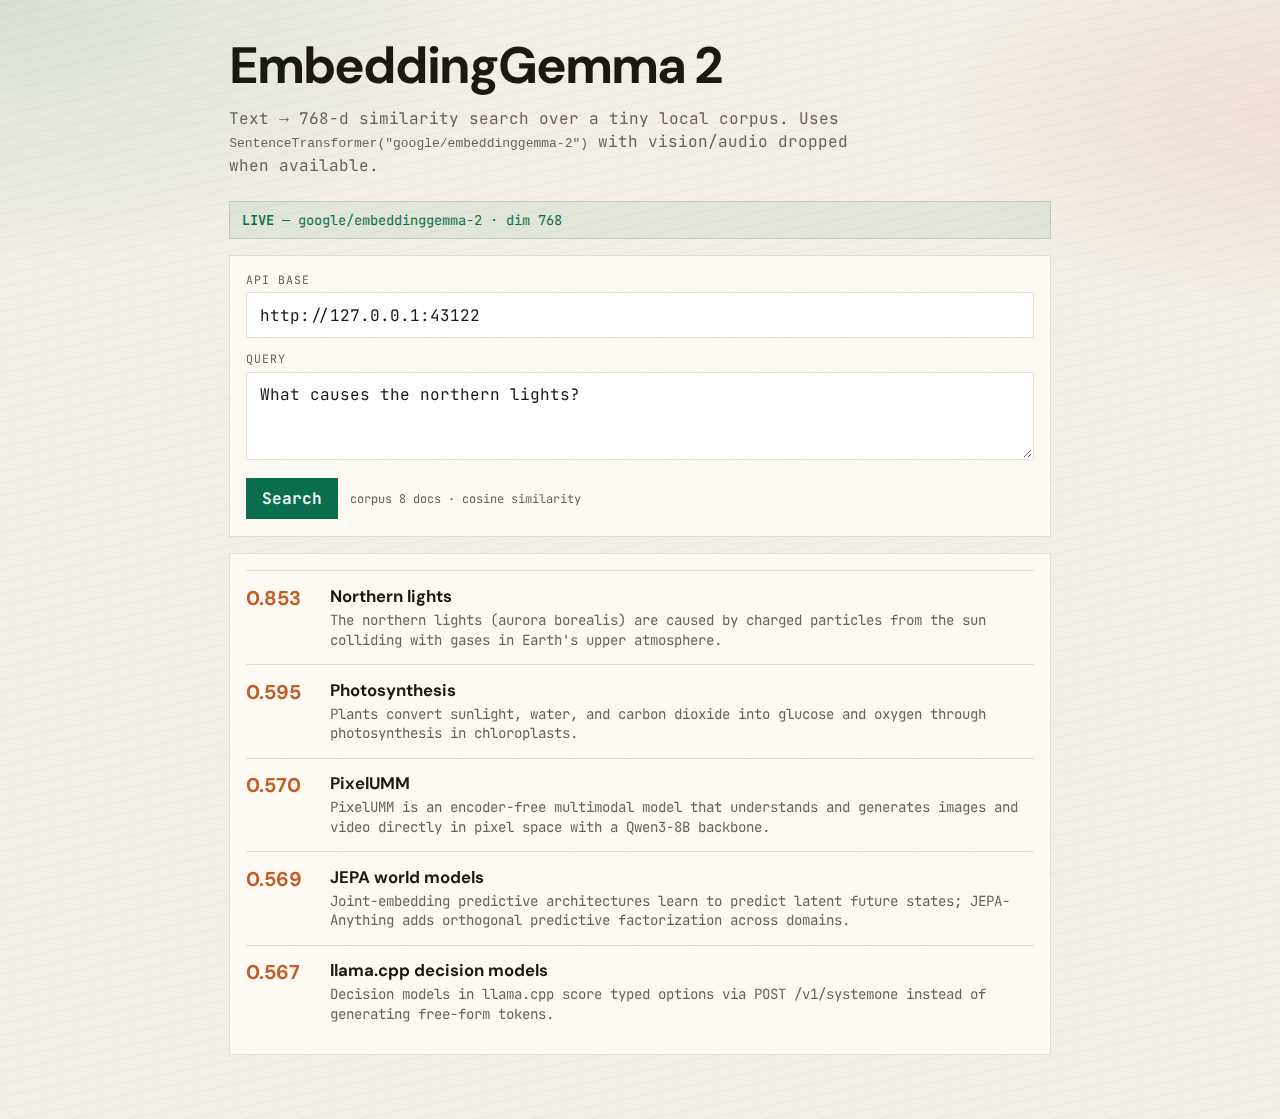 EmbeddingGemma 2
Text → 768-d similarity search over a tiny local corpus. Uses
SentenceTransformer("google/embeddinggemma-2") with vision/audio dropped
when available.
LIVE — google/embeddinggemma-2 · dim 768
API BASE
http://127.0.0.1:43122
QUERY
What causes the northern lights?
Search
corpus 8 docs · cosine similarity
0.853
Northern lights
The northern lights (aurora borealis) are caused by charged particles from the sun
colliding with gases in Earth's upper atmosphere.
0.595
Photosynthesis
Plants convert sunlight, water, and carbon dioxide into glucose and oxygen through
photosynthesis in chloroplasts.
0.570
PixelUMM
PixelUMM is an encoder-free multimodal model that understands and generates images and
video directly in pixel space with a Qwen3-8B backbone.
0.569
JEPA world models
Joint-embedding predictive architectures learn to predict latent future states; JEPA-
Anything adds orthogonal predictive factorization across domains.
0.567
llama.cpp decision models
Decision models in llama.cpp score typed options via POST /v1/systemone instead of
generating free-form tokens.